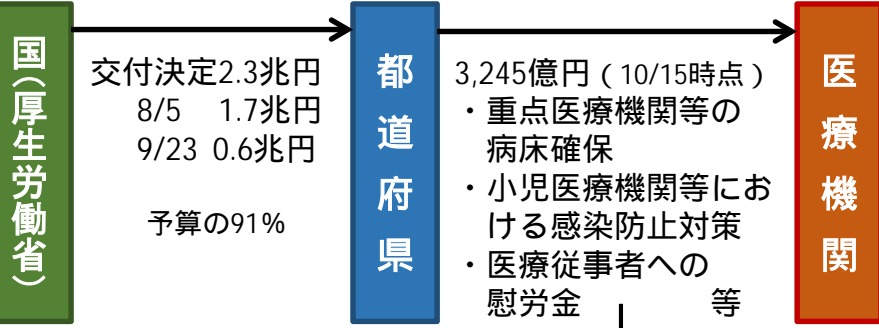 国(厚生労働省)
交付決定2.3兆円
8/5 1.7兆円
9/23 0.6兆円
予算の91%
都道府県
3,245億円(10/15時点)
・重点医療機関等の
病床確保
・小児医療機関等にお
ける感染防止対策
・医療従事者への
慰労金 等
医療機関